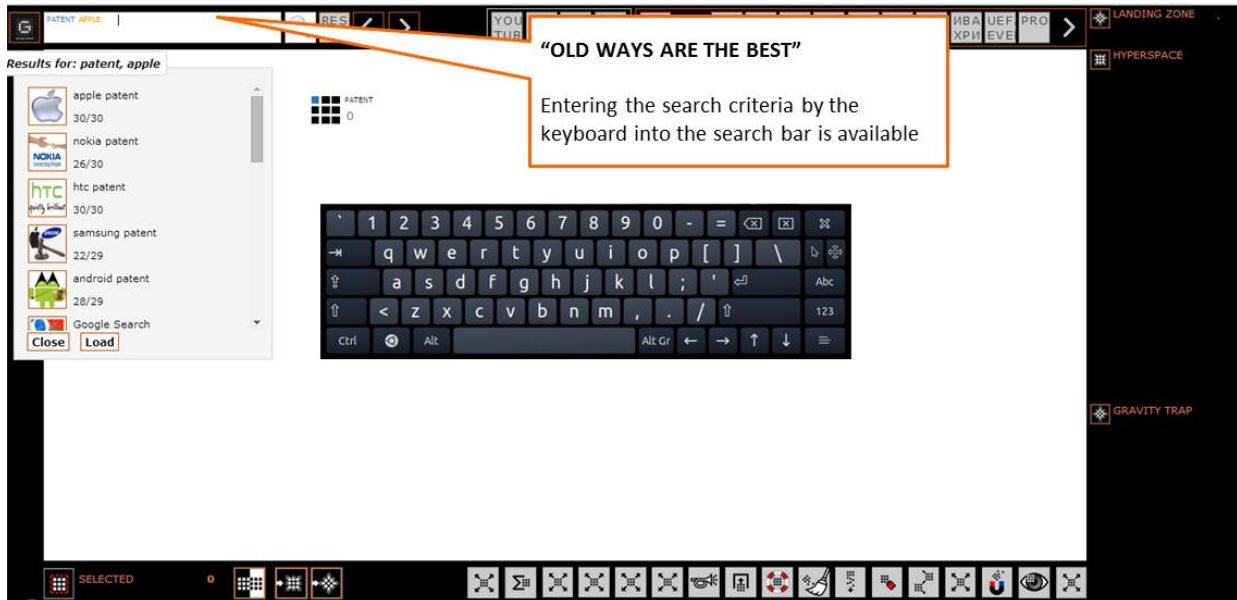 PATENT APPLE
RES
YOU
TUB
ИВА UEF PRO
ХРИ EVE
LANDING ZONE
HYPERSPACE
"OLD WAYS ARE THE BEST"
Entering the search criteria by the
keyboard into the search bar is available
Results for: patent, apple
apple patent
30/30
nokia patent
NOKIA
26/30
hTC
htc patent
quietly brilliant
30/30
samsung patent
22/29
android patent
28/29
Google Search
Close Load
PATENT
0
` 1 2 3 4 5 6 7 8 9 0 - =
q w e r t y u i o p [ ] \
a s d f g h j k l ; ' Abc
< z x c v b n m , . / 123
Ctrl Alt Alt Gr ← → ↑ ↓
GRAVITY TRAP
SELECTED 0